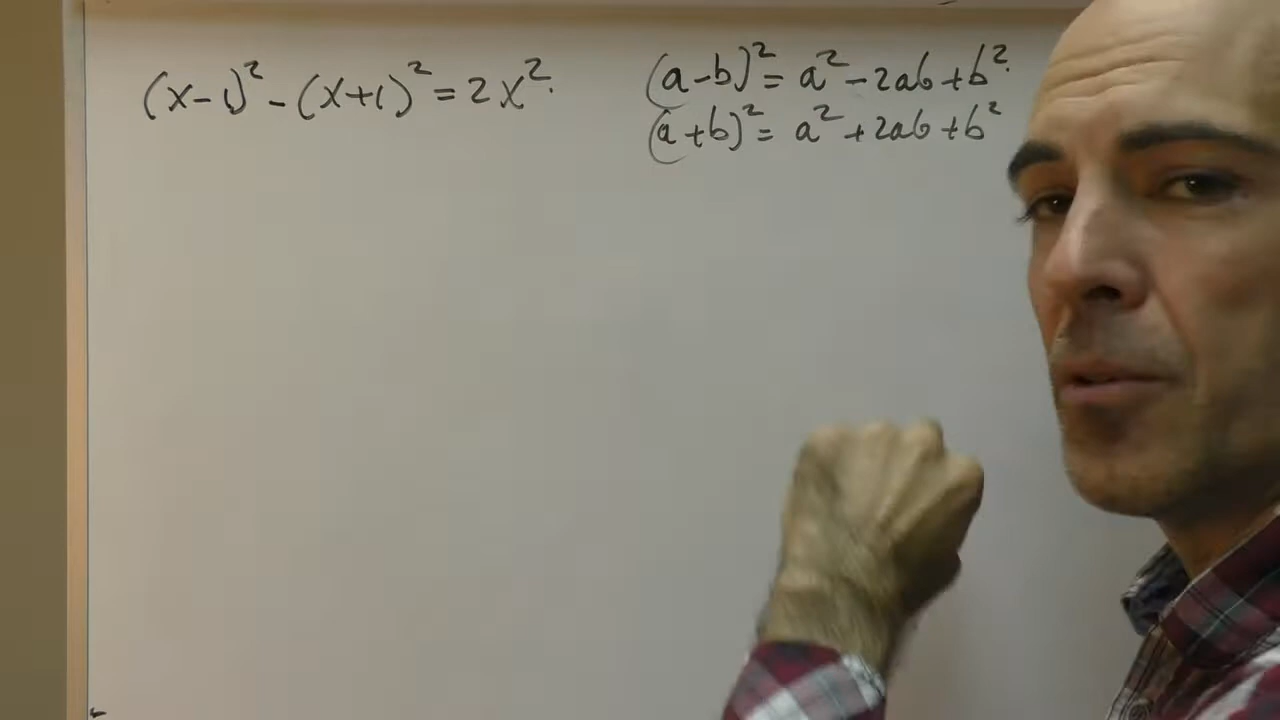 (x-1)² - (x+1)² = 2x².
(a-b)² = a² - 2ab + b².
(a+b)² = a² + 2ab + b²